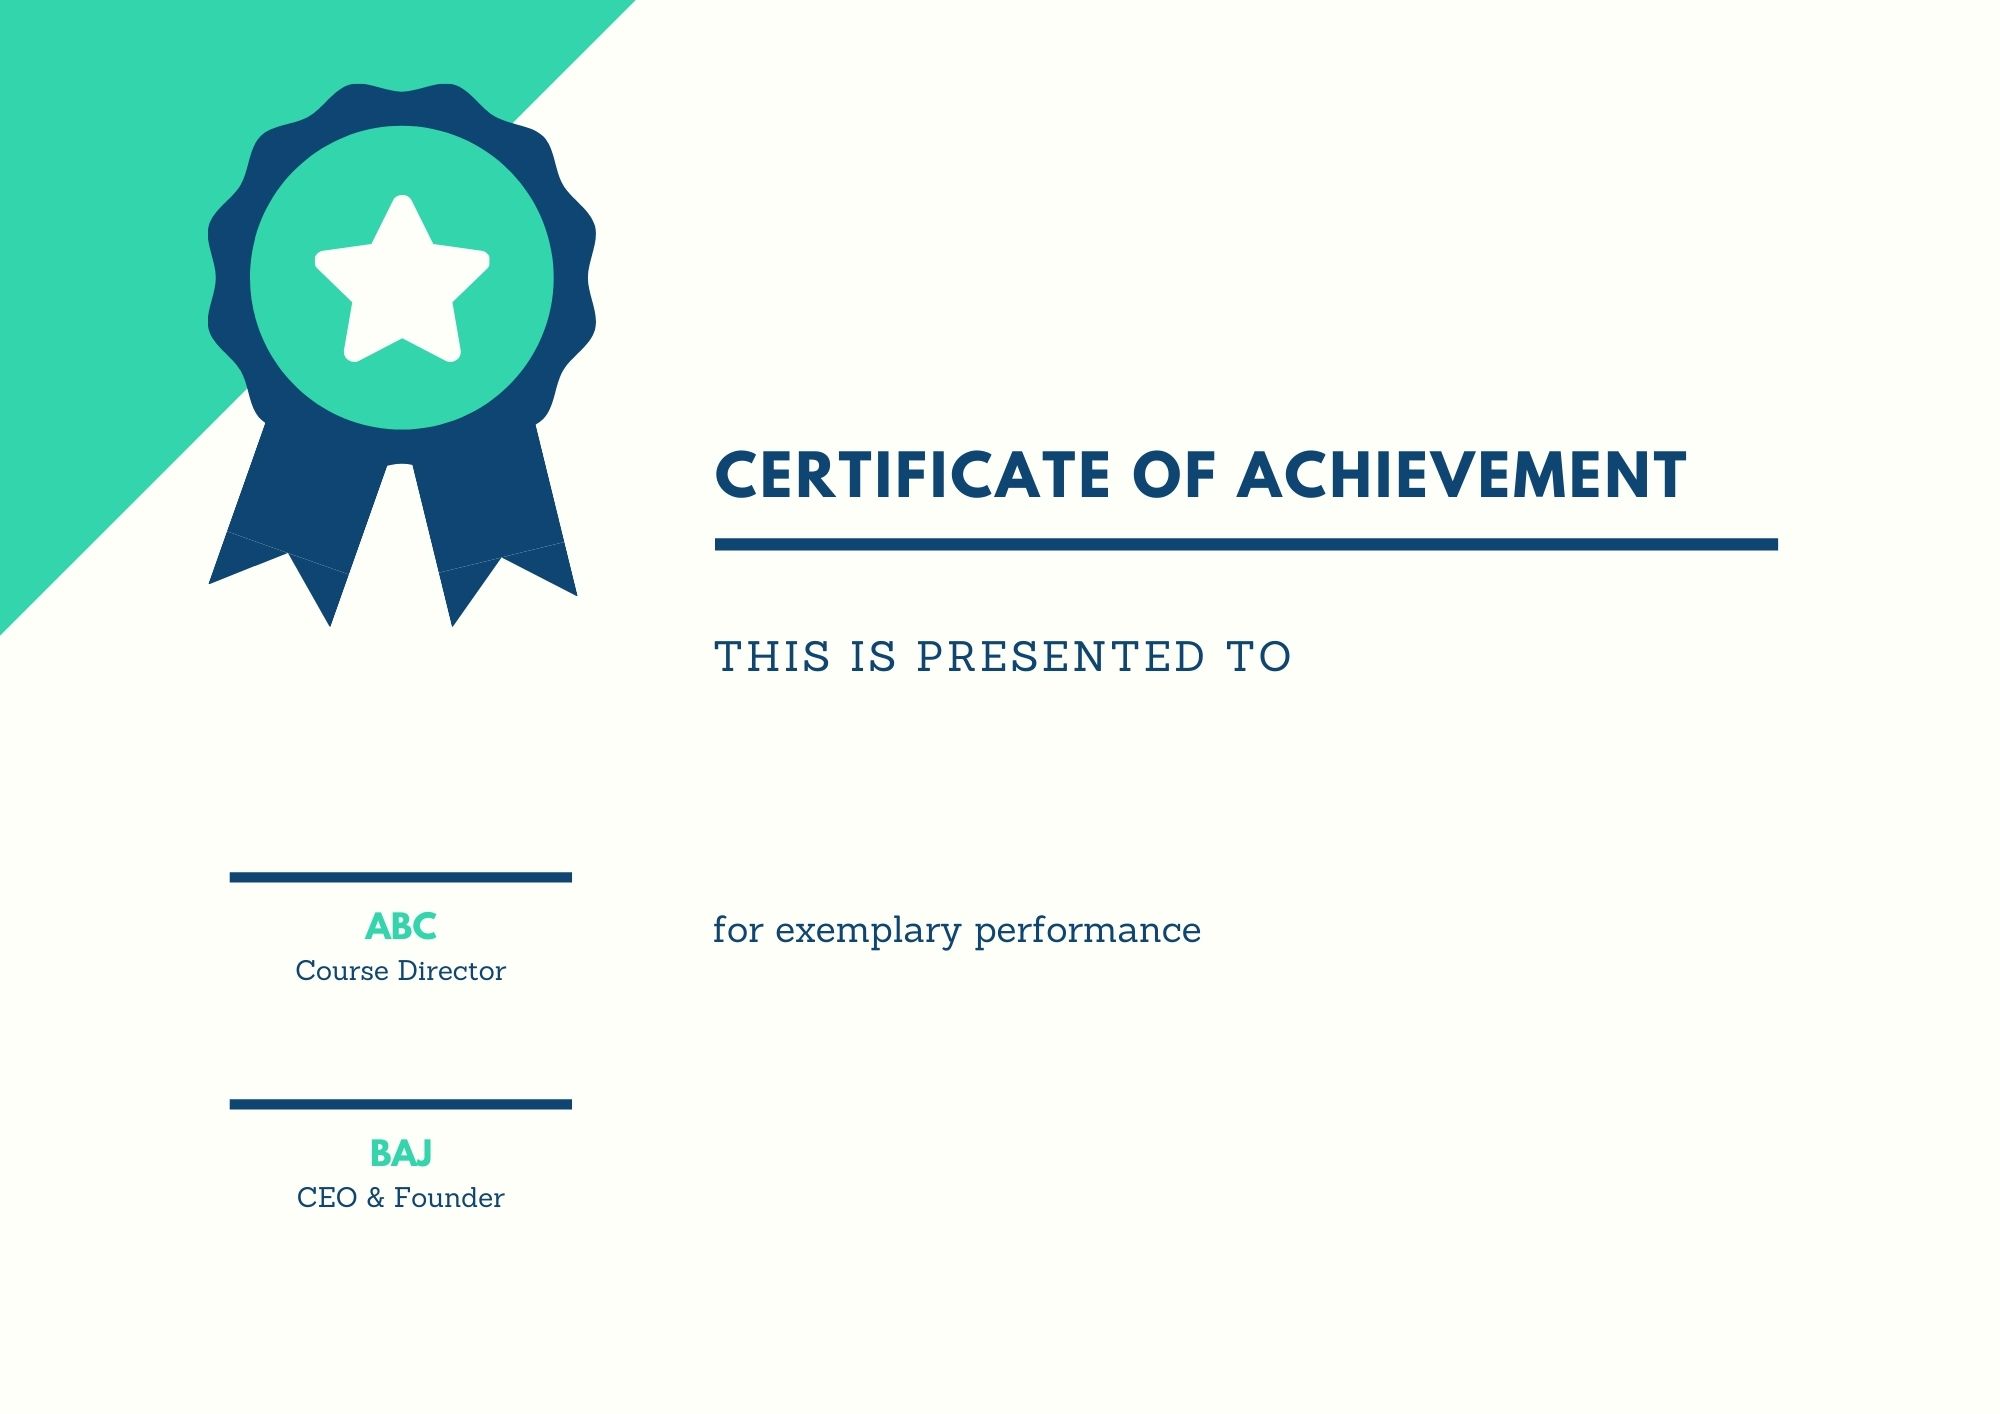 CERTIFICATE OF ACHIEVEMENT
THIS IS PRESENTED TO
for exemplary performance
ABC
Course Director
BAJ
CEO & Founder